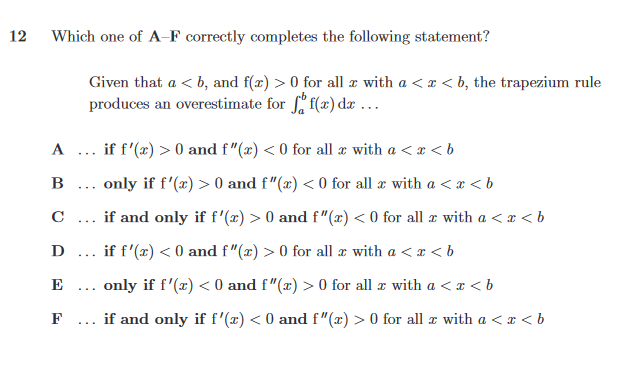 12 Which one of A–F correctly completes the following statement?
Given that a < b, and f(x) > 0 for all x with a < x < b, the trapezium rule
produces an overestimate for ∫ₐᵇ f(x) dx ...
A ... if f′(x) > 0 and f″(x) < 0 for all x with a < x < b
B ... only if f′(x) > 0 and f″(x) < 0 for all x with a < x < b
C ... if and only if f′(x) > 0 and f″(x) < 0 for all x with a < x < b
D ... if f′(x) < 0 and f″(x) > 0 for all x with a < x < b
E ... only if f′(x) < 0 and f″(x) > 0 for all x with a < x < b
F ... if and only if f′(x) < 0 and f″(x) > 0 for all x with a < x < b